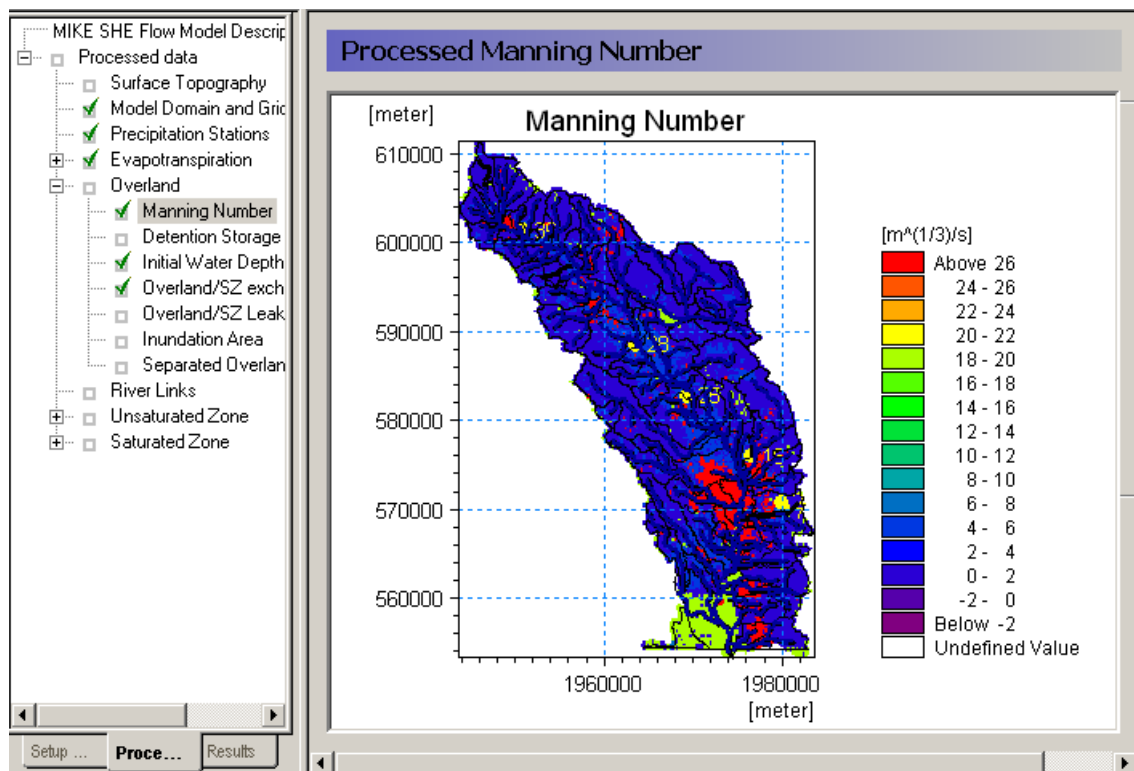 MIKE SHE Flow Model Descrip
Processed data
Surface Topography
Model Domain and Grid
Precipitation Stations
Evapotranspiration
Overland
Manning Number
Detention Storage
Initial Water Depth
Overland/SZ exch
Overland/SZ Leak
Inundation Area
Separated Overlan
River Links
Unsaturated Zone
Saturated Zone
Setup ...
Proce...
Results
Processed Manning Number
[meter]
Manning Number
610000
600000
590000
580000
570000
560000
1960000 1980000
[meter]
28
[m^(1/3)/s]
Above 26
24 - 26
22 - 24
20 - 22
18 - 20
16 - 18
14 - 16
12 - 14
10 - 12
8 - 10
6 - 8
4 - 6
2 - 4
0 - 2
-2 - 0
Below -2
Undefined Value